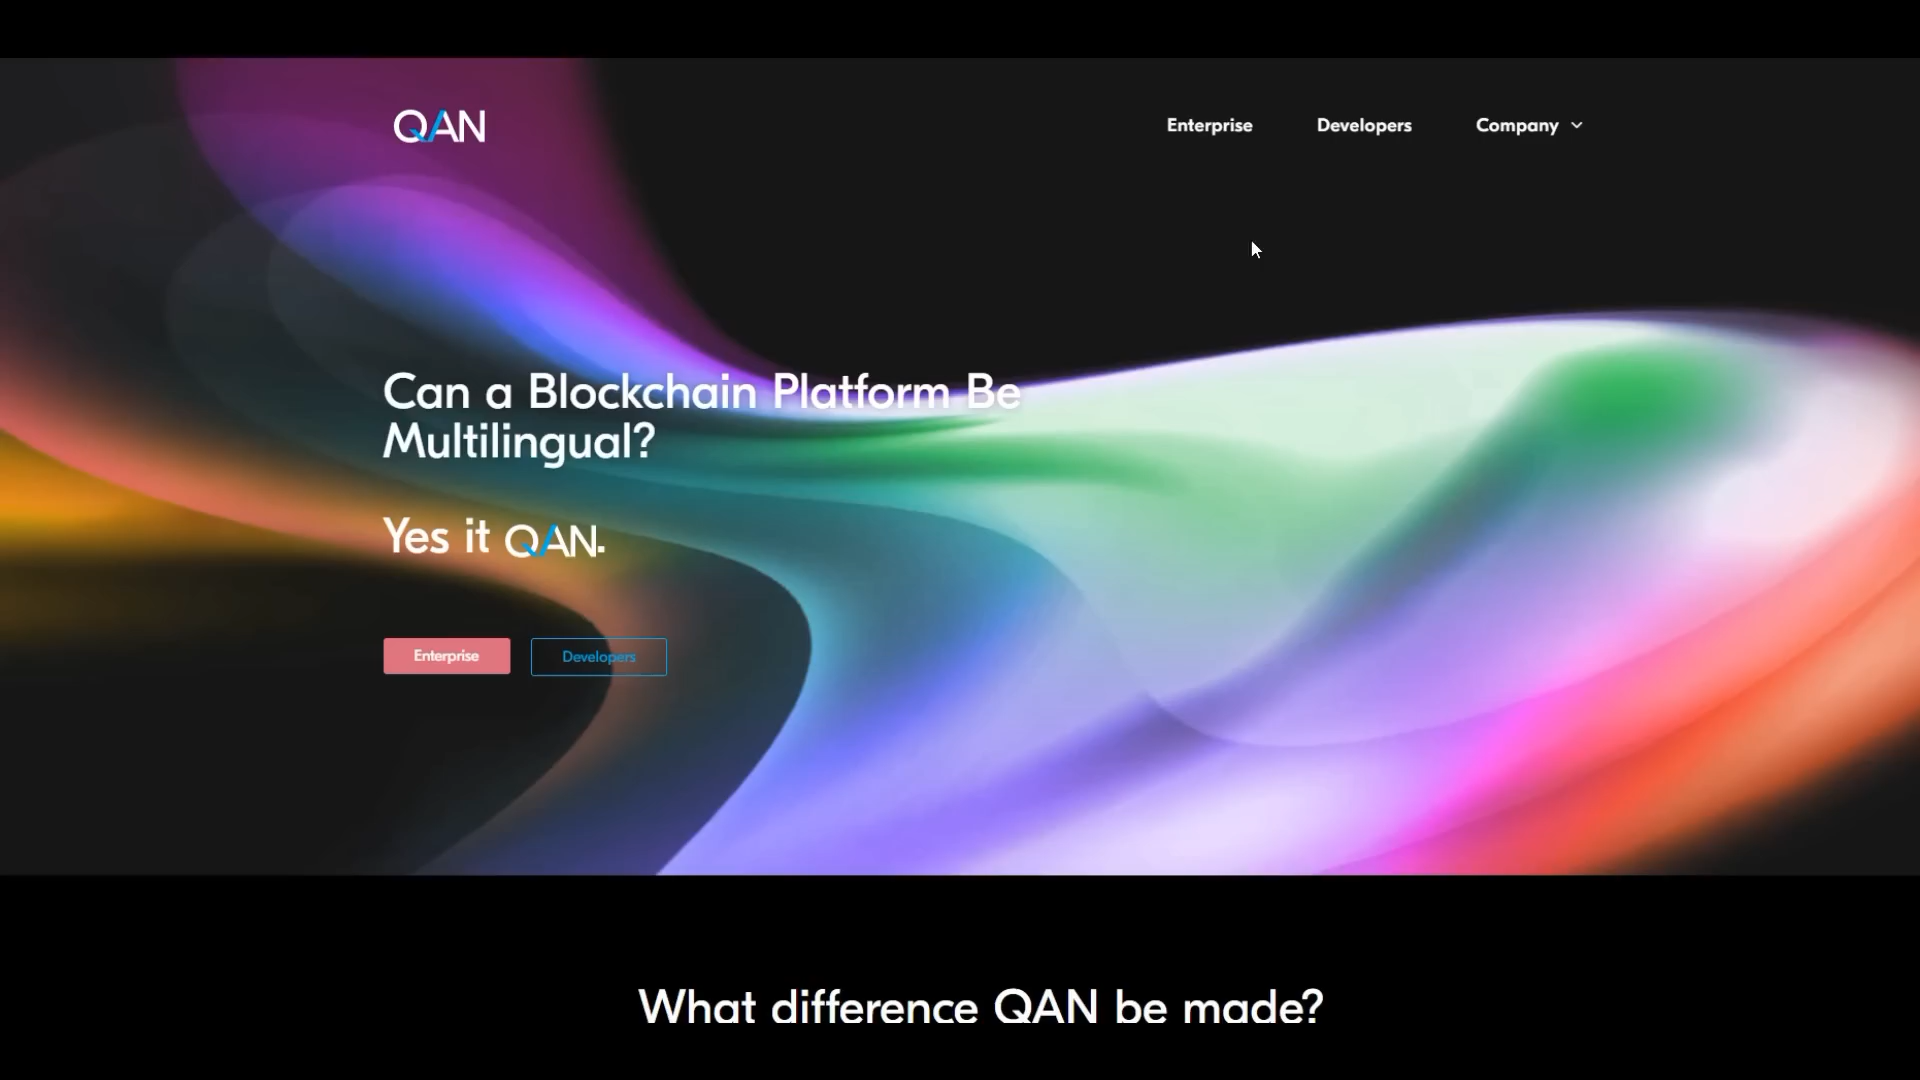 QAN
Enterprise
Developers
Company
Can a Blockchain Platform Be
Multilingual?
Yes it QAN.
Enterprise
Developers
What difference QAN be made?